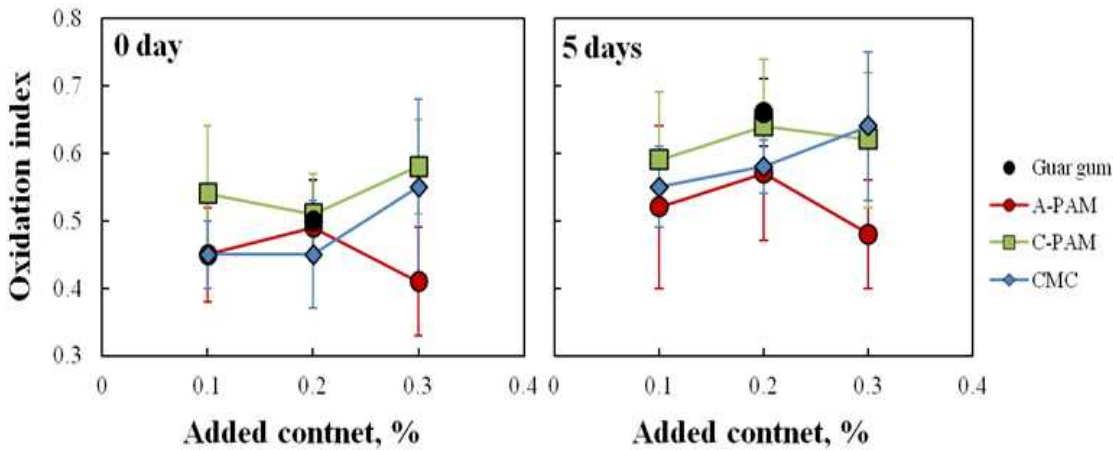 0 day
5 days
Oxidation index
0.8
0.7
0.6
0.5
0.4
0.3
0
0.1
0.2
0.3
0.4
0
0.1
0.2
0.3
0.4
Added contnet, %
Added contnet, %
Guar gum
A-PAM
C-PAM
CMC